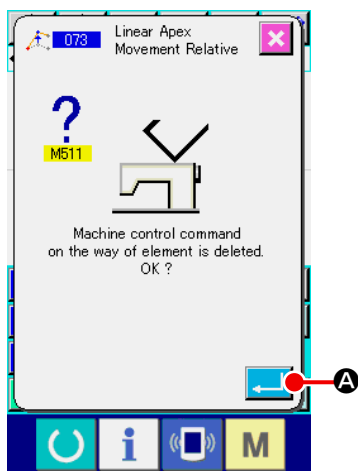 073
Linear Apex
Movement Relative
?
M511
Machine control command
on the way of element is deleted.
OK ?
A
i
M